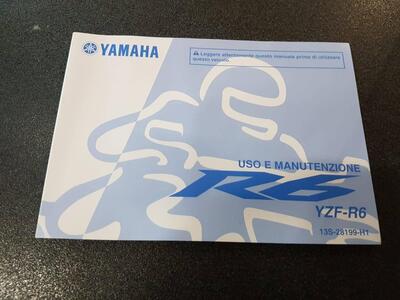 YAMAHA
⚠ Leggere attentamente questo manuale prima di utilizzare
questo veicolo.
USO E MANUTENZIONE
R6
YZF-R6
13S-28199-H1